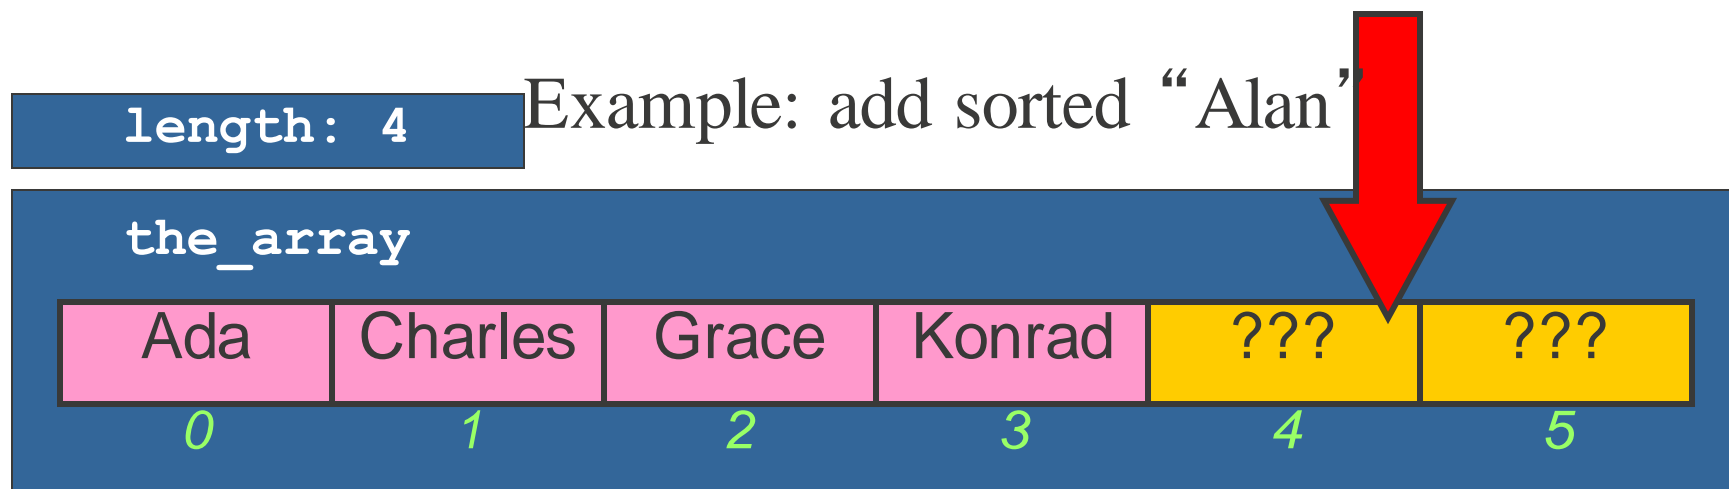 length: 4
Example: add sorted “Alan”
the_array
Ada Charles Grace Konrad ??? ???
0 1 2 3 4 5